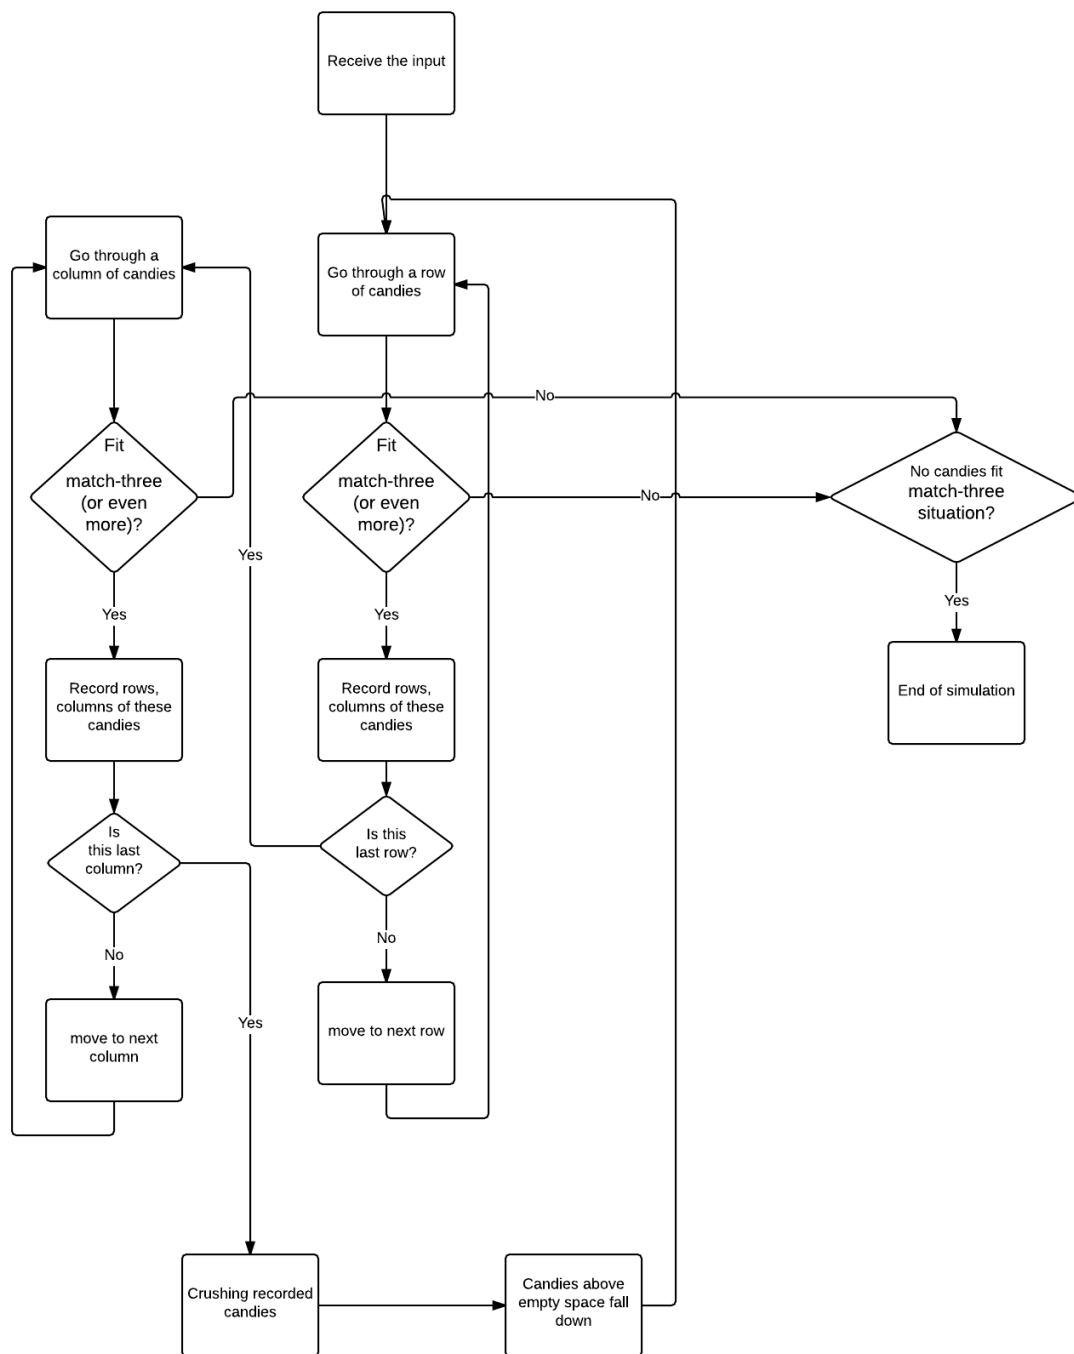 Receive the input
Go through a
column of candies
Go through a row
of candies
No
Fit
match-three
(or even
more)?
Fit
match-three
(or even
more)?
No
No candies fit
match-three
situation?
Yes
Yes
Yes
Yes
Record rows,
columns of these
candies
Record rows,
columns of these
candies
End of simulation
Is
this last
column?
Is this
last row?
No
No
Yes
move to next
column
move to next row
Crushing recorded
candies
Candies above
empty space fall
down